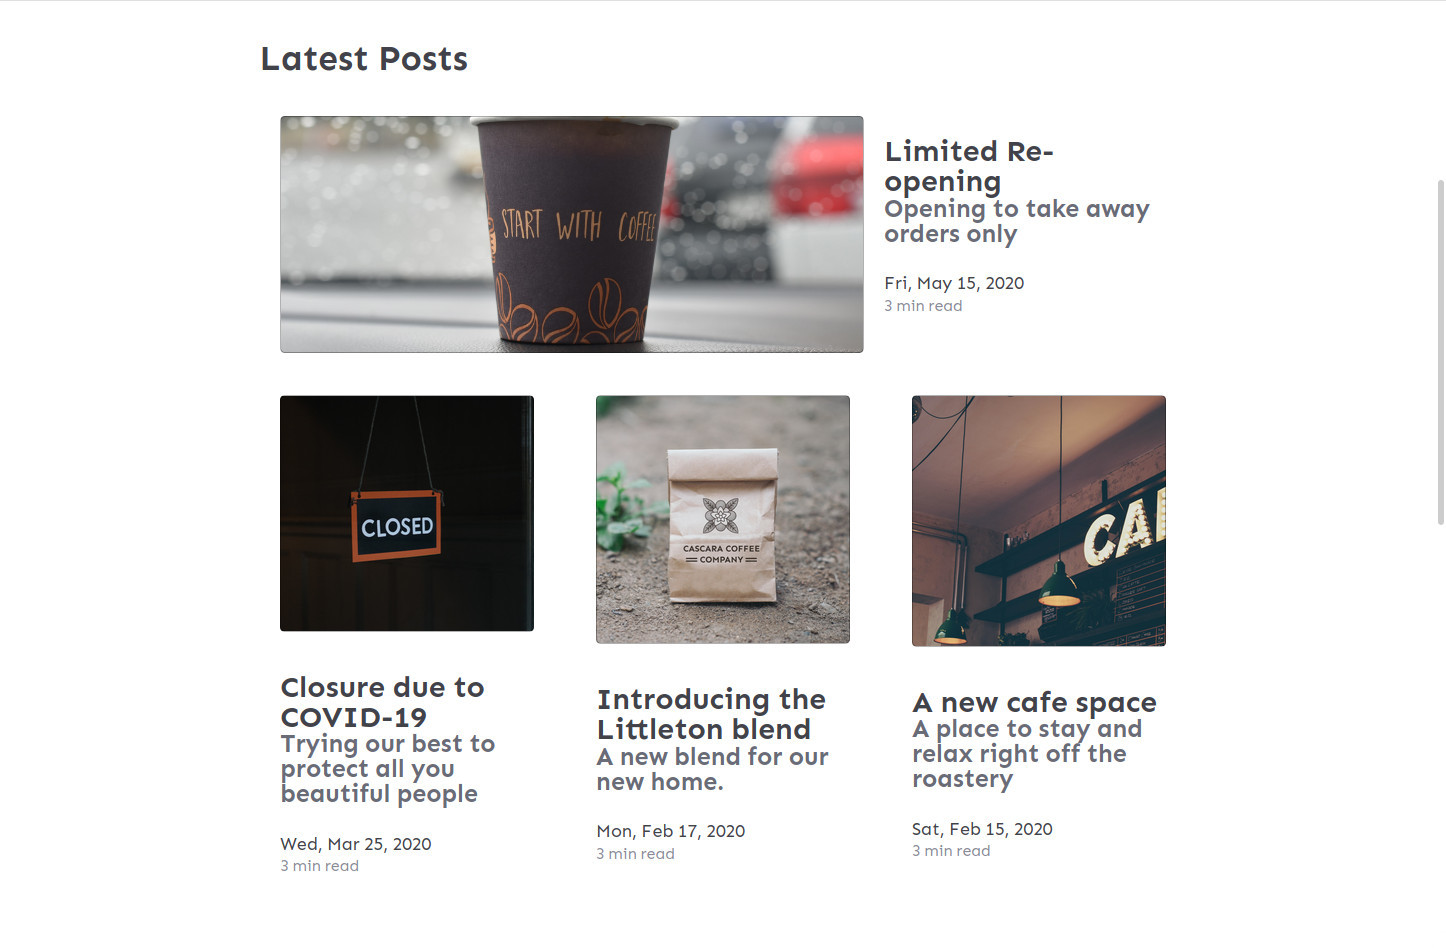 Latest Posts
START WITH COFFEE
Limited Re-
opening
Opening to take away
orders only
Fri, May 15, 2020
3 min read
CLOSED
Closure due to
COVID-19
Trying our best to
protect all you
beautiful people
Wed, Mar 25, 2020
3 min read
CASCARA COFFEE
COMPANY
Introducing the
Littleton blend
A new blend for our
new home.
Mon, Feb 17, 2020
3 min read
CAF
A new cafe space
A place to stay and
relax right off the
roastery
Sat, Feb 15, 2020
3 min read